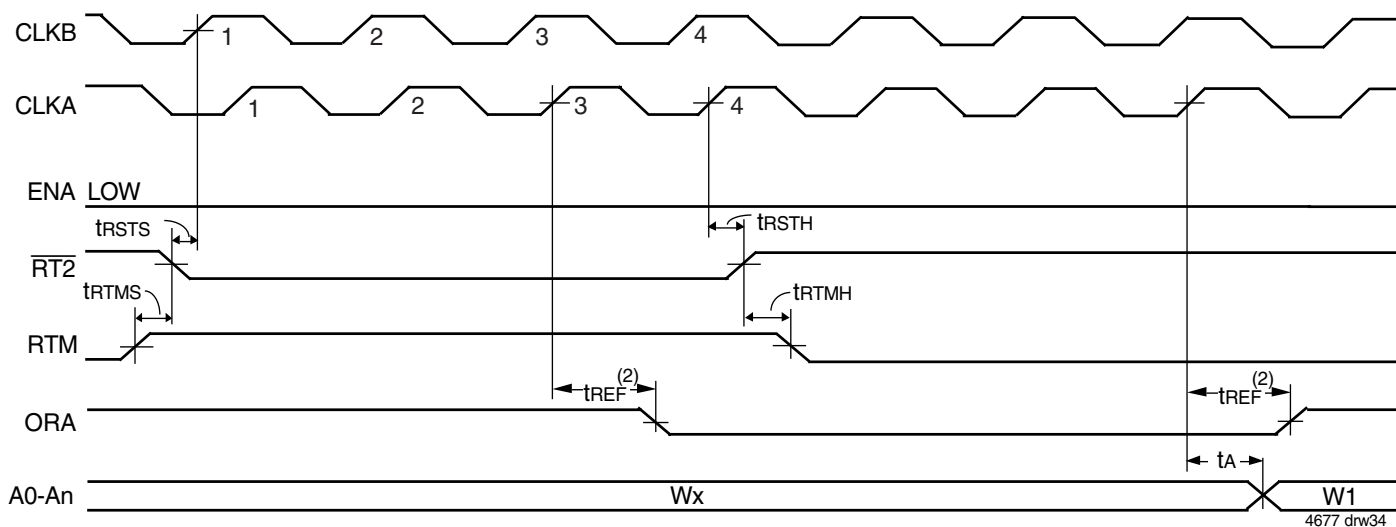 CLKB 1 2 3 4
CLKA 1 2 3 4
ENA LOW
tRSTS tRSTH
RT2
tRTMS tRTMH
RTM
tREF(2) tREF(2)
ORA
tA
A0-An Wx W1
4677 drw34